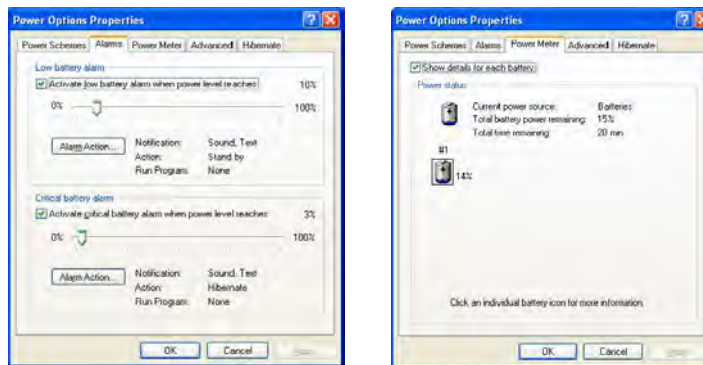 Power Options Properties
Power Schemes Alarms Power Meter Advanced Hibernate
Low battery alarm
Activate low battery alarm when power level reaches: 10%
0% 100%
Alarm Action... Notification: Sound, Text
Action: Stand by
Run Program: None
Critical battery alarm
Activate critical battery alarm when power level reaches: 3%
0% 100%
Alarm Action... Notification: Sound, Text
Action: Hibernate
Run Program: None
OK Cancel
Power Options Properties
Power Schemes Alarms Power Meter Advanced Hibernate
Show details for each battery.
Power status
Current power source: Batteries
Total battery power remaining: 15%
Total time remaining: 20 min
#1
14%
Click an individual battery icon for more information.
OK Cancel